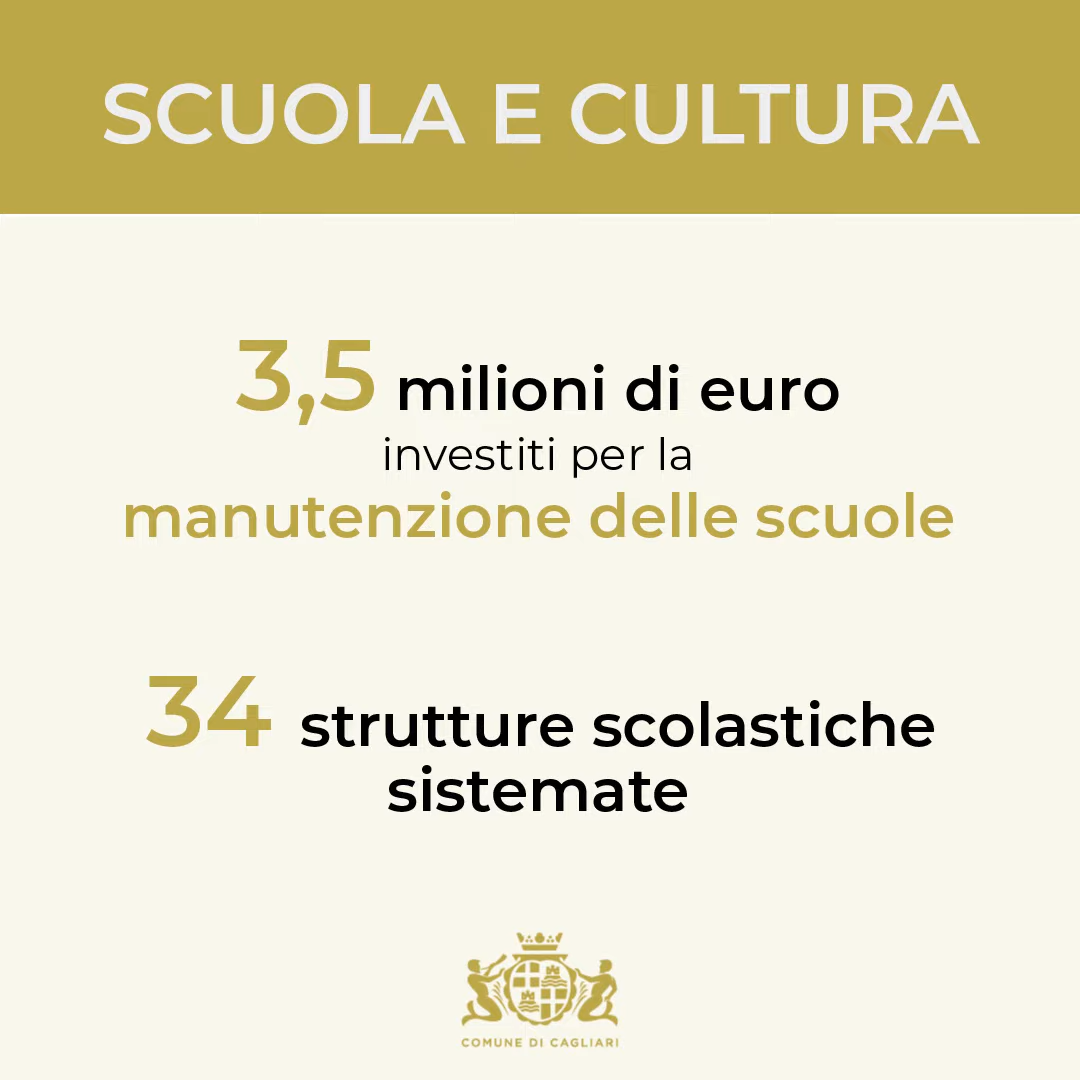 SCUOLA E CULTURA
3,5 milioni di euro
investiti per la
manutenzione delle scuole
34 strutture scolastiche
sistemate
COMUNE DI CAGLIARI